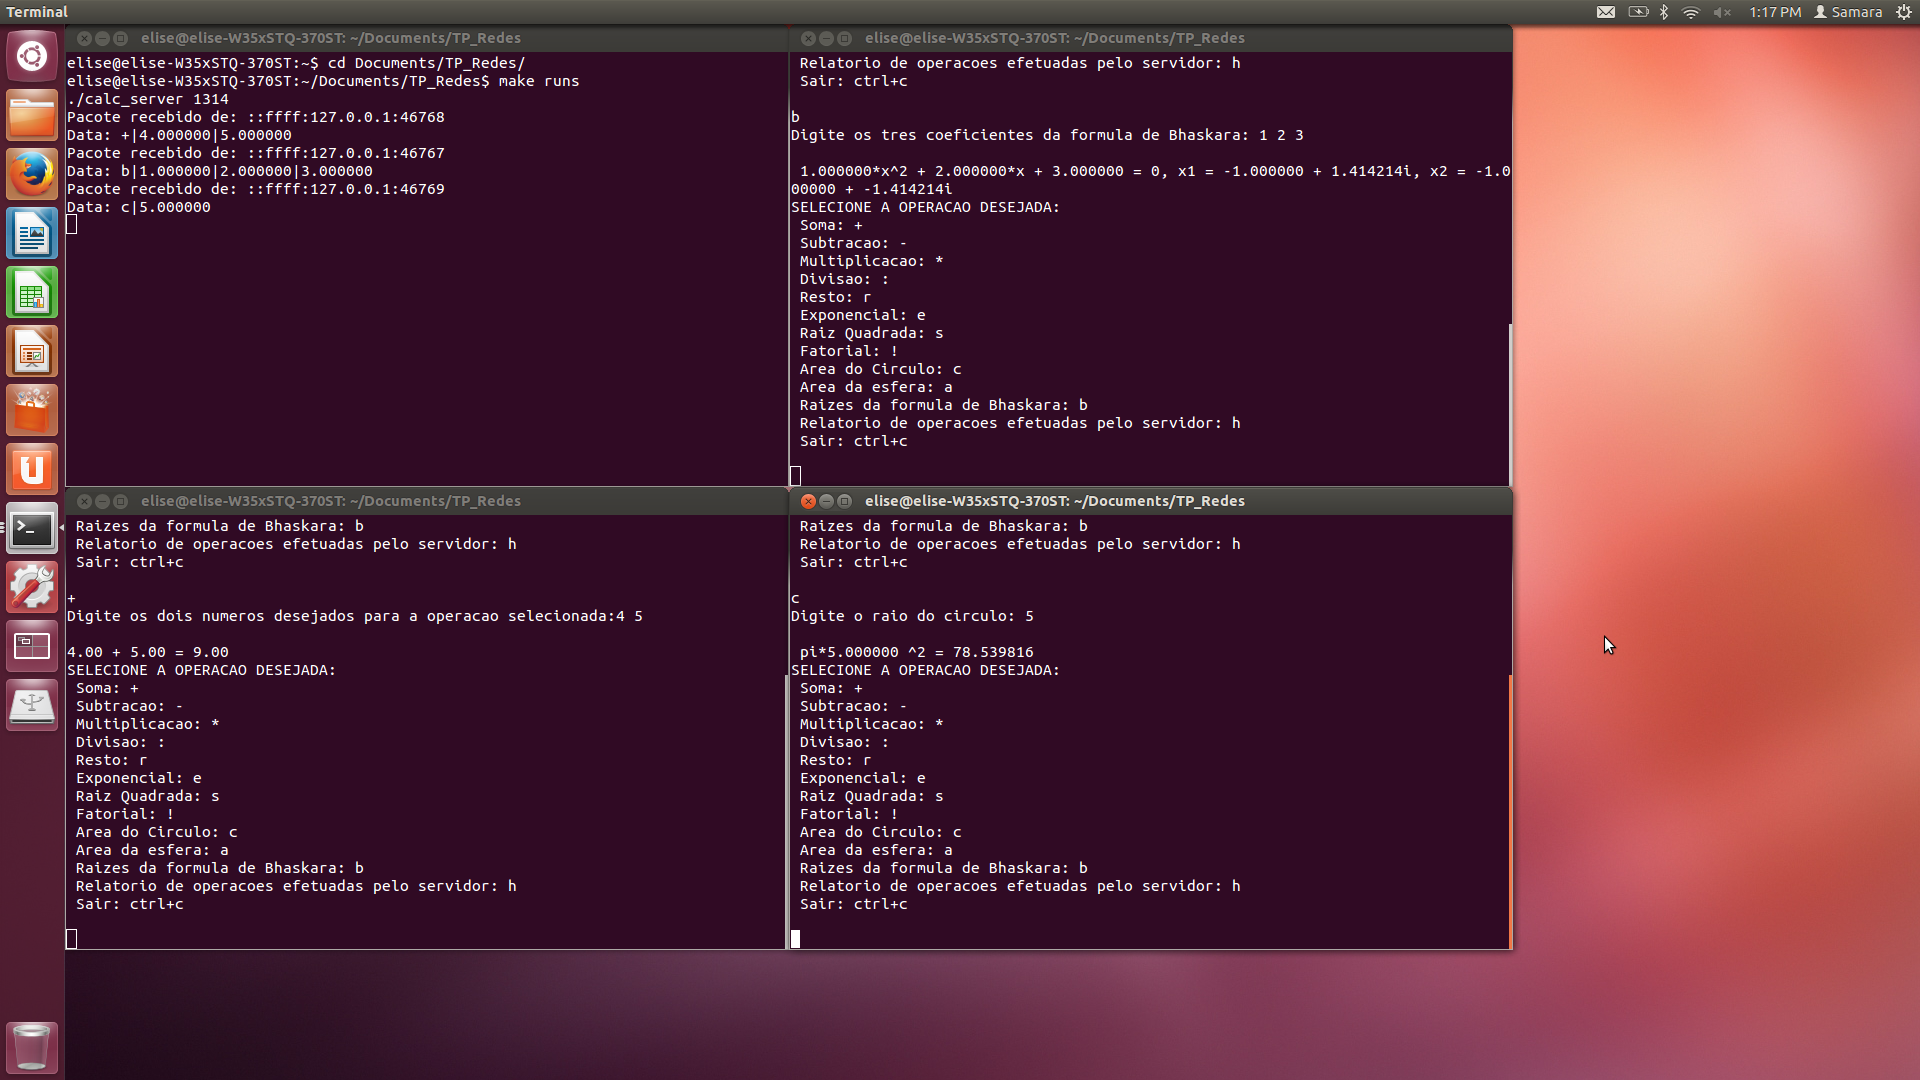 Terminal
1:17 PM Samara
elise@elise-W35xSTQ-370ST: ~/Documents/TP_Redes
elise@elise-W35xSTQ-370ST:~$ cd Documents/TP_Redes/
elise@elise-W35xSTQ-370ST:~/Documents/TP_Redes$ make runs
./calc_server 1314
Pacote recebido de: ::ffff:127.0.0.1:46768
Data: +|4.000000|5.000000
Pacote recebido de: ::ffff:127.0.0.1:46767
Data: b|1.000000|2.000000|3.000000
Pacote recebido de: ::ffff:127.0.0.1:46769
Data: c|5.000000
elise@elise-W35xSTQ-370ST: ~/Documents/TP_Redes
Relatorio de operacoes efetuadas pelo servidor: h
Sair: ctrl+c
b
Digite os tres coeficientes da formula de Bhaskara: 1 2 3
1.000000*x^2 + 2.000000*x + 3.000000 = 0, x1 = -1.000000 + 1.414214i, x2 = -1.0
00000 + -1.414214i
SELECIONE A OPERACAO DESEJADA:
Soma: +
Subtracao: -
Multiplicacao: *
Divisao: :
Resto: r
Exponencial: e
Raiz Quadrada: s
Fatorial: !
Area do Circulo: c
Area da esfera: a
Raizes da formula de Bhaskara: b
Relatorio de operacoes efetuadas pelo servidor: h
Sair: ctrl+c
elise@elise-W35xSTQ-370ST: ~/Documents/TP_Redes
Raizes da formula de Bhaskara: b
Relatorio de operacoes efetuadas pelo servidor: h
Sair: ctrl+c
+
Digite os dois numeros desejados para a operacao selecionada:4 5
4.00 + 5.00 = 9.00
SELECIONE A OPERACAO DESEJADA:
Soma: +
Subtracao: -
Multiplicacao: *
Divisao: :
Resto: r
Exponencial: e
Raiz Quadrada: s
Fatorial: !
Area do Circulo: c
Area da esfera: a
Raizes da formula de Bhaskara: b
Relatorio de operacoes efetuadas pelo servidor: h
Sair: ctrl+c
elise@elise-W35xSTQ-370ST: ~/Documents/TP_Redes
Raizes da formula de Bhaskara: b
Relatorio de operacoes efetuadas pelo servidor: h
Sair: ctrl+c
c
Digite o raio do circulo: 5
pi*5.000000 ^2 = 78.539816
SELECIONE A OPERACAO DESEJADA:
Soma: +
Subtracao: -
Multiplicacao: *
Divisao: :
Resto: r
Exponencial: e
Raiz Quadrada: s
Fatorial: !
Area do Circulo: c
Area da esfera: a
Raizes da formula de Bhaskara: b
Relatorio de operacoes efetuadas pelo servidor: h
Sair: ctrl+c